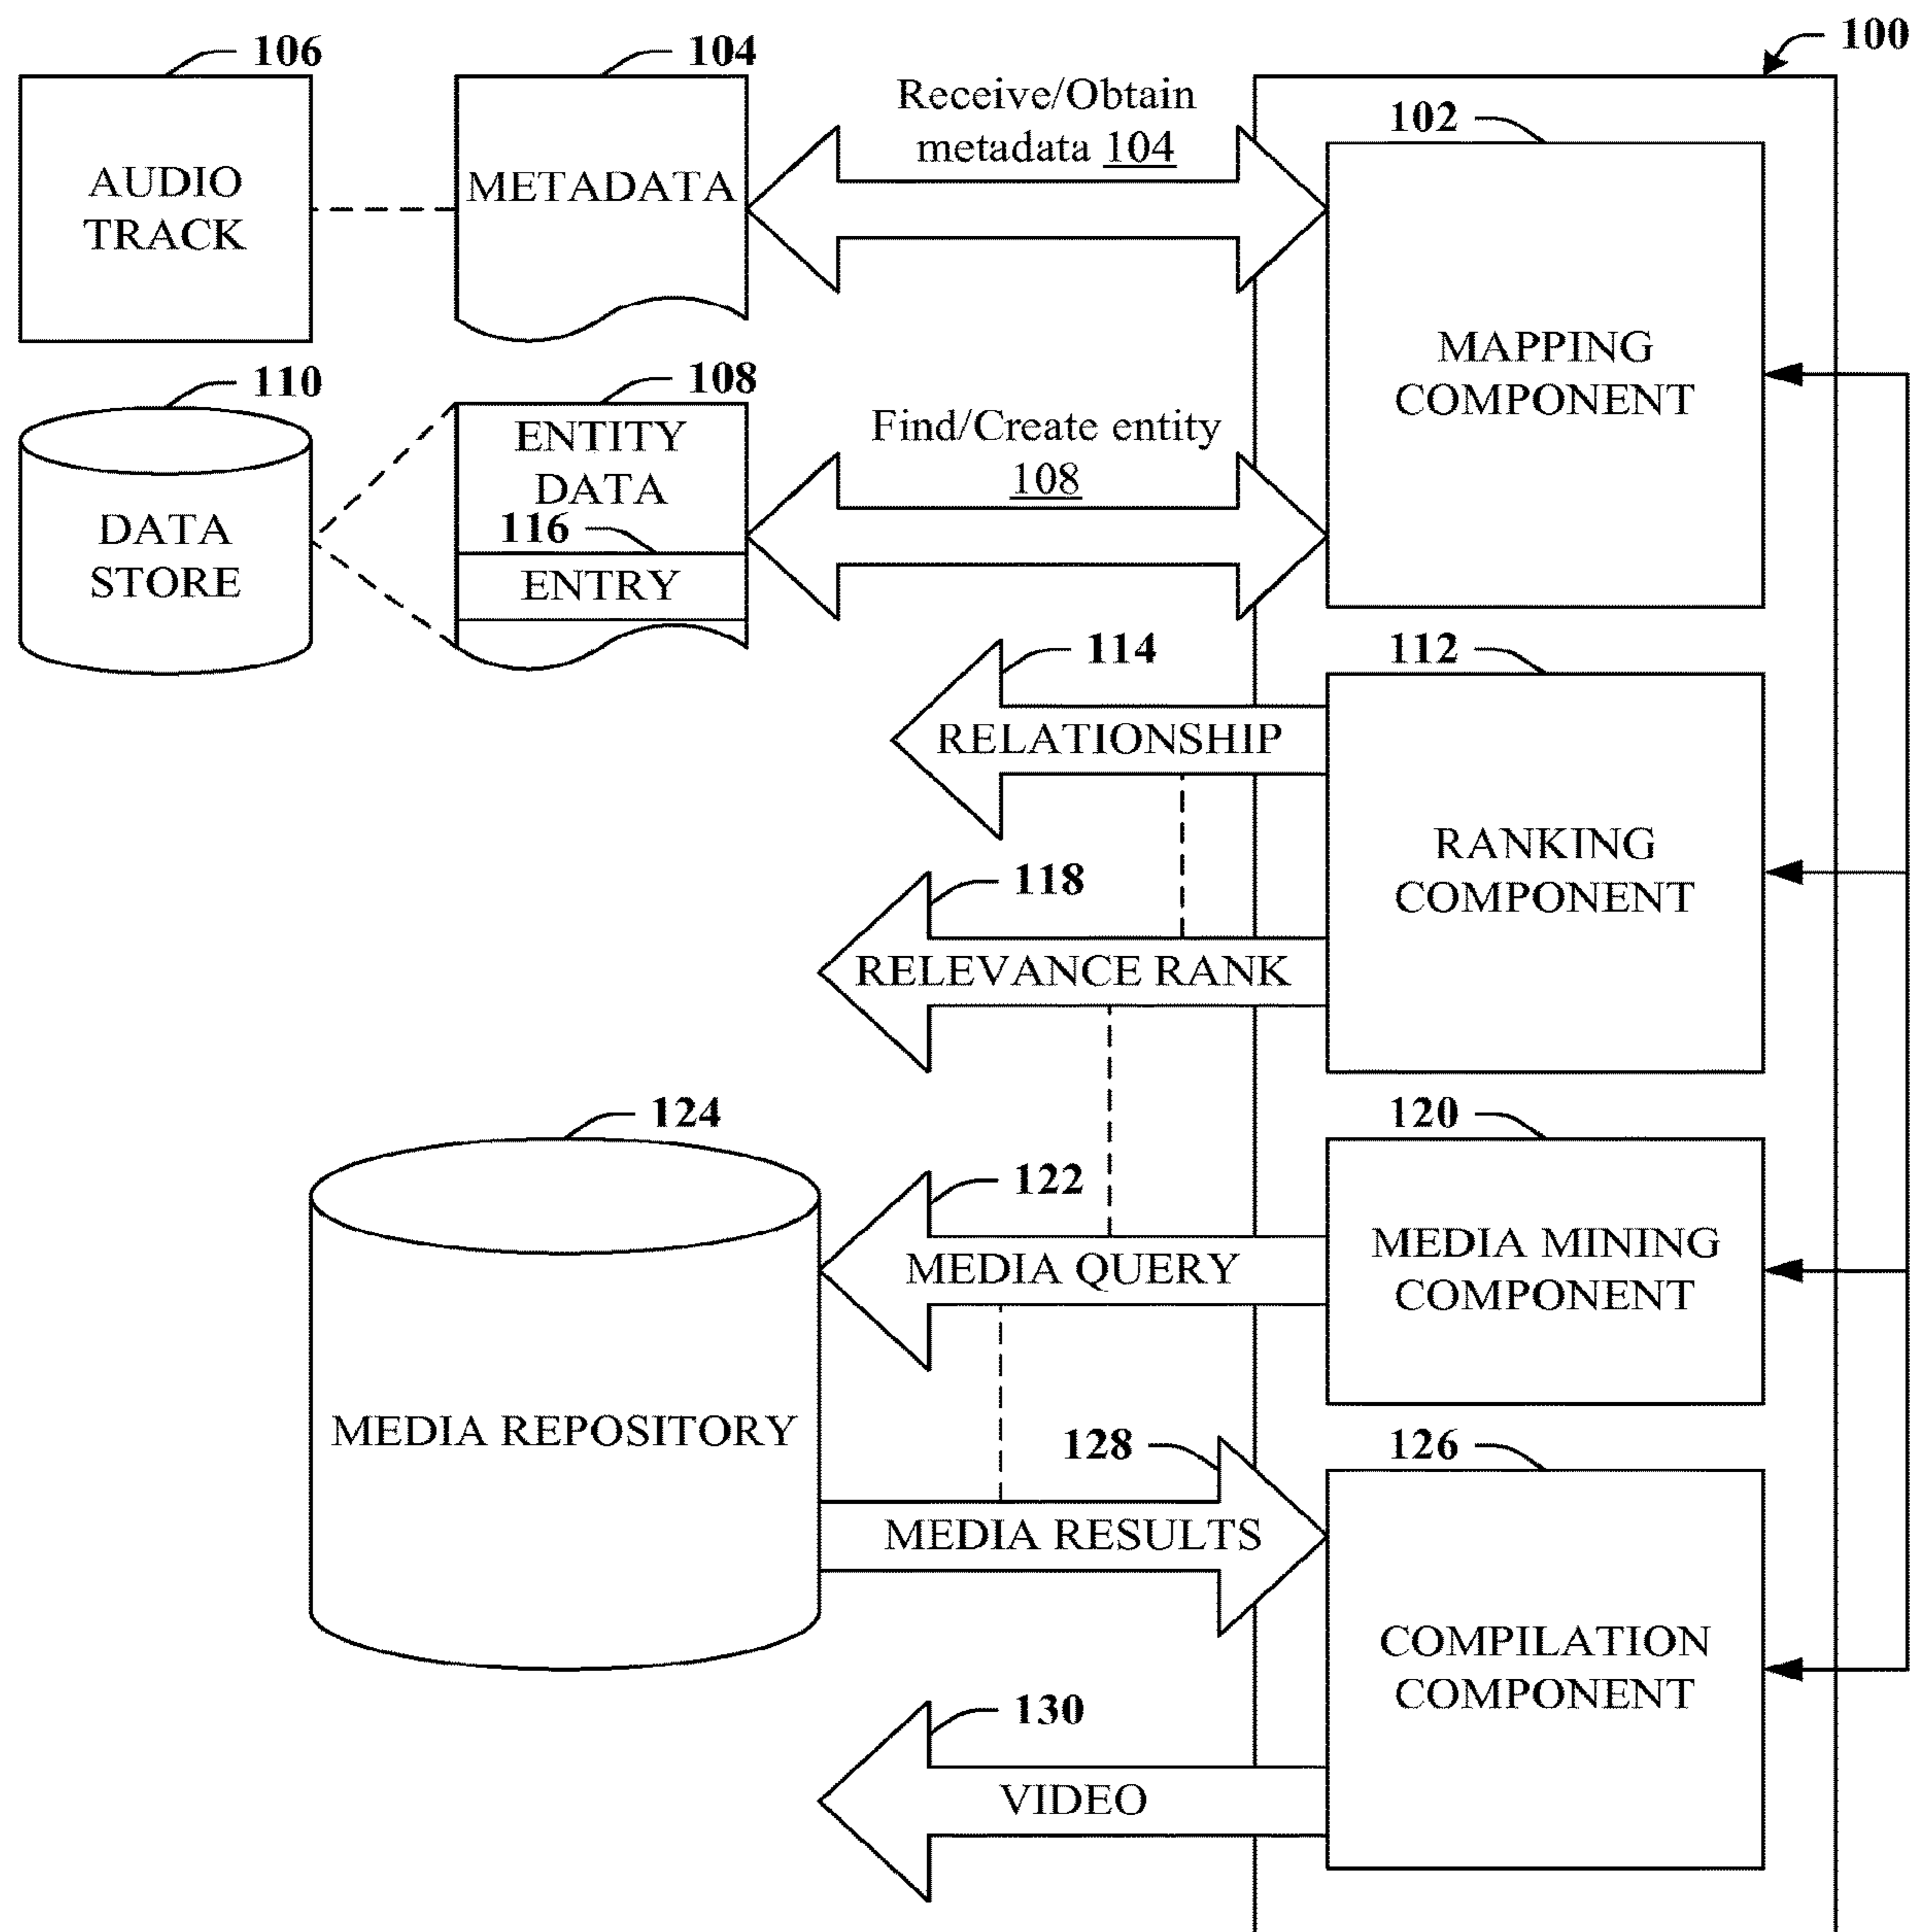 100
106
104
Receive/Obtain
metadata 104
102
AUDIO
TRACK
METADATA
MAPPING
COMPONENT
110
108
ENTITY
DATA
Find/Create entity
108
116
ENTRY
DATA
STORE
114
112
RELATIONSHIP
RANKING
COMPONENT
118
RELEVANCE RANK
124
120
122
MEDIA QUERY
MEDIA MINING
COMPONENT
MEDIA REPOSITORY
128
126
MEDIA RESULTS
COMPILATION
COMPONENT
130
VIDEO